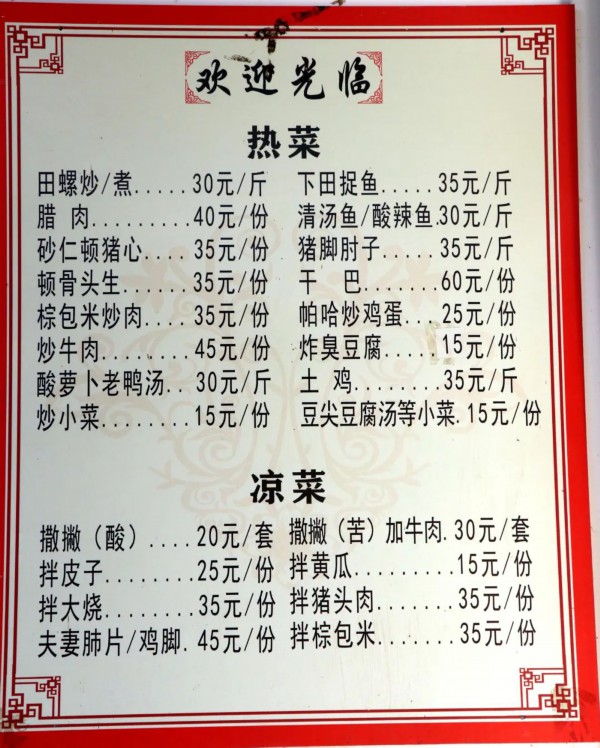 欢迎光临
热菜
田螺炒/煮.....30元/斤 下田捉鱼......35元/斤
腊 肉.........40元/份 清汤鱼/酸辣鱼.30元/斤
砂仁顿猪心....35元/份 猪脚肘子.....35元/斤
顿骨头生......35元/份 干 巴.......60元/份
棕包米炒肉....35元/份 帕哈炒鸡蛋...25元/份
炒牛肉........45元/份 炸臭豆腐.....15元/份
酸萝卜老鸭汤..30元/斤 土 鸡.......35元/斤
炒小菜........15元/份 豆尖豆腐汤等小菜.15元/份
凉菜
撒撇（酸）....20元/套 撒撇（苦）加牛肉.30元/套
拌皮子........25元/份 拌黄瓜.........15元/份
拌大烧........35元/份 拌猪头肉.......35元/份
夫妻肺片/鸡脚.45元/份 拌棕包米.......35元/份